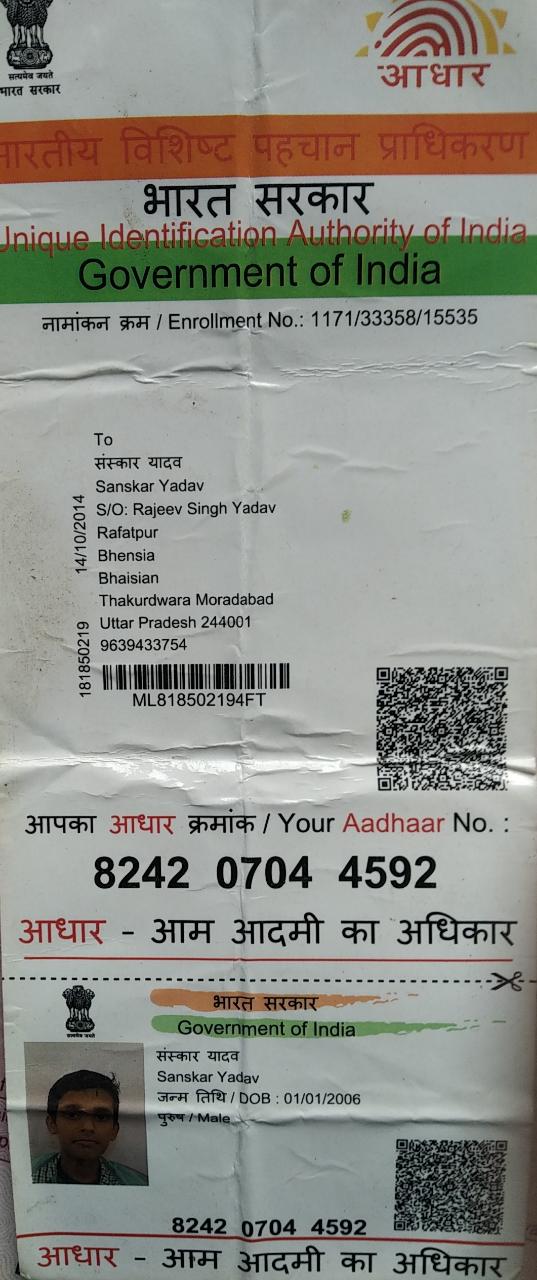 सत्यमेव जयते
भारत सरकार
आधार
भारतीय विशिष्ट पहचान प्राधिकरण
भारत सरकार
Unique Identification Authority of India
Government of India
नामांकन क्रम / Enrollment No.: 1171/33358/15535
To
संस्कार यादव
Sanskar Yadav
S/O: Rajeev Singh Yadav
Rafatpur
Bhensia
Bhaisian
Thakurdwara Moradabad
Uttar Pradesh 244001
9639433754
181850219 14/10/2014
ML818502194FT
आपका आधार क्रमांक / Your Aadhaar No. :
8242 0704 4592
आधार - आम आदमी का अधिकार
भारत सरकार
Government of India
संस्कार यादव
Sanskar Yadav
जन्म तिथि / DOB : 01/01/2006
पुरुष / Male
8242 0704 4592
आधार - आम आदमी का अधिकार